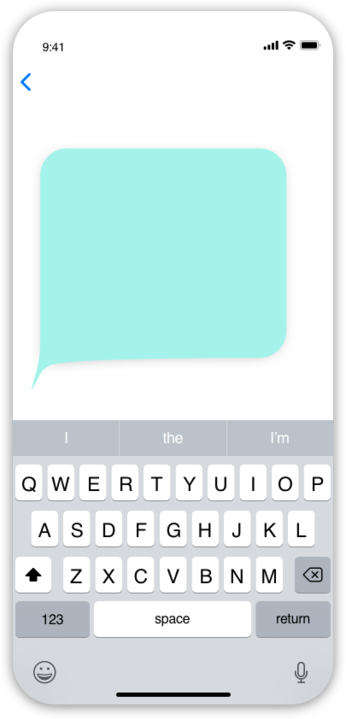 9:41
I the I'm
Q W E R T Y U I O P
A S D F G H J K L
Z X C V B N M
123 space return